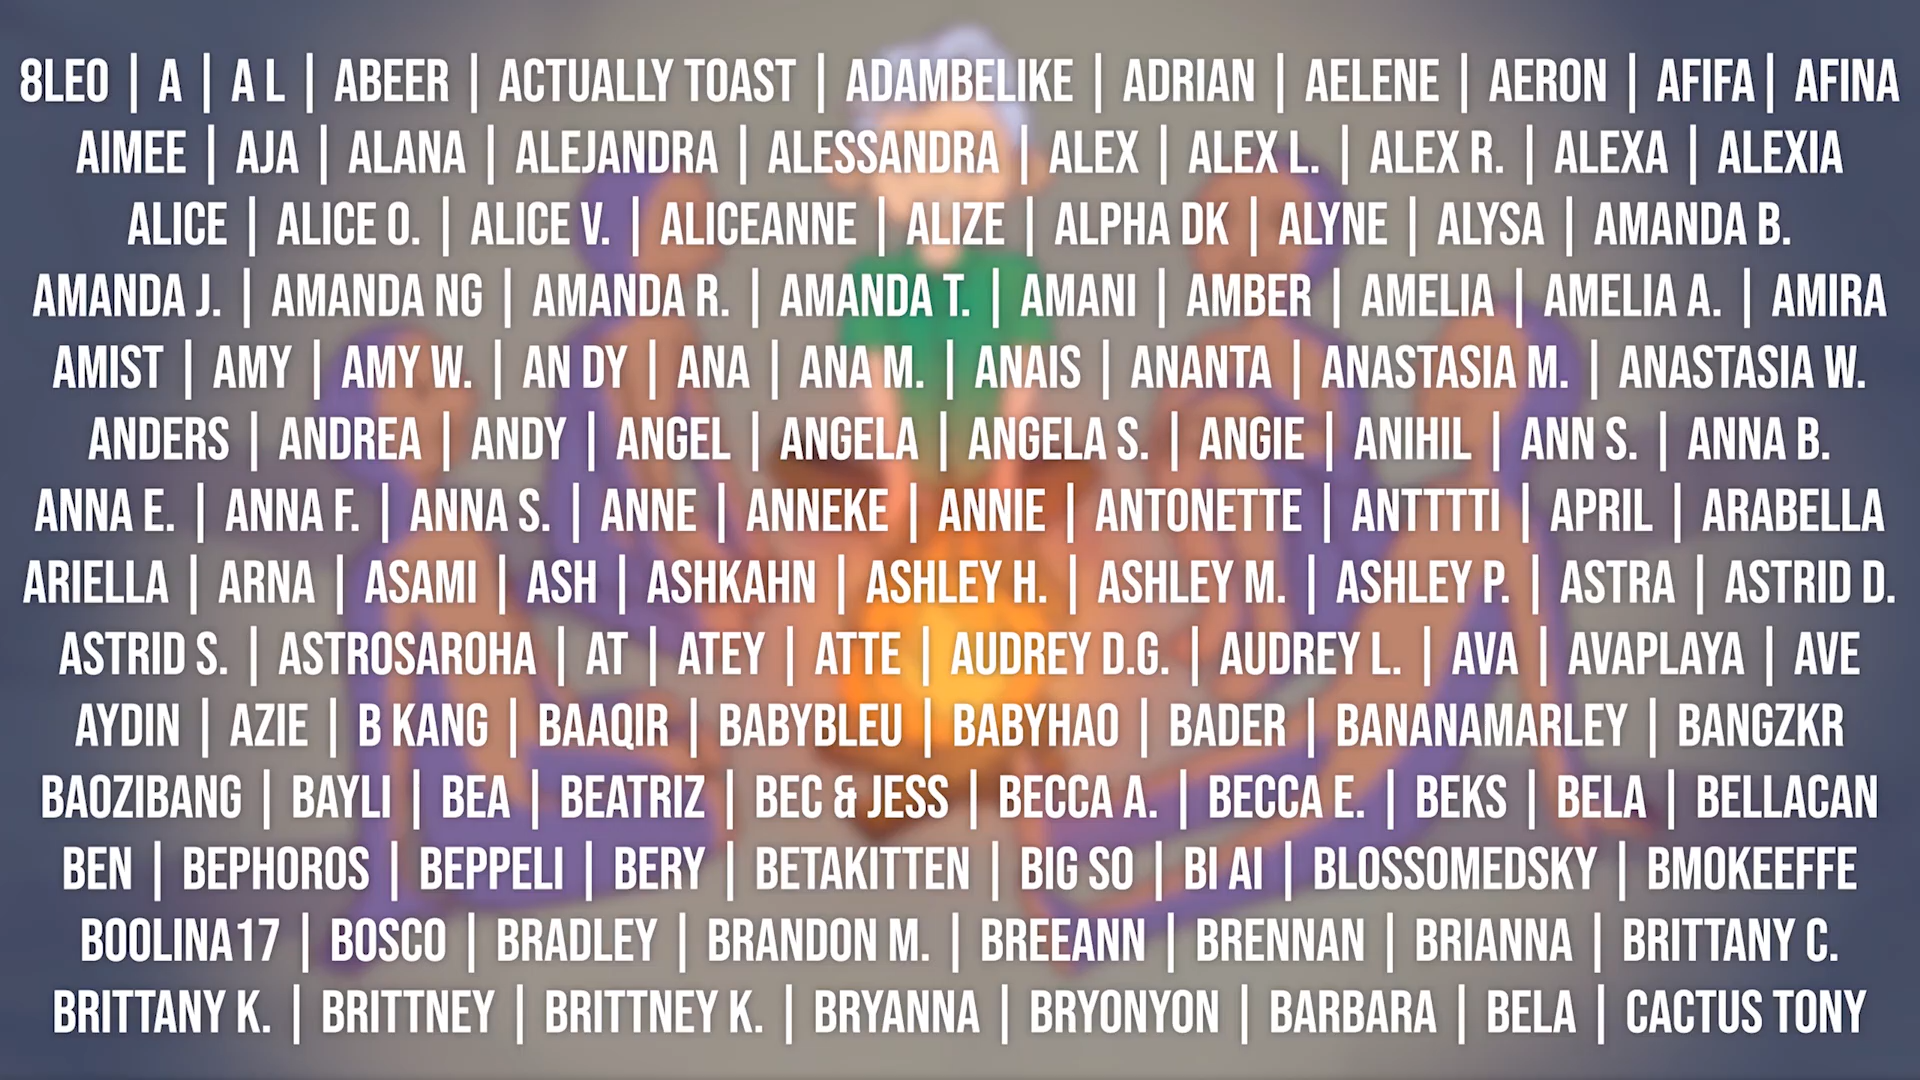 8LEO | A | A L | ABEER | ACTUALLY TOAST | ADAMBELIKE | ADRIAN | AELENE | AERON | AFIFA | AFINA
AIMEE | AJA | ALANA | ALEJANDRA | ALESSANDRA | ALEX | ALEX L. | ALEX R. | ALEXA | ALEXIA
ALICE | ALICE O. | ALICE V. | ALICEANNE | ALIZE | ALPHA DK | ALYNE | ALYSA | AMANDA B.
AMANDA J. | AMANDA NG | AMANDA R. | AMANDA T. | AMANI | AMBER | AMELIA | AMELIA A. | AMIRA
AMIST | AMY | AMY W. | AN DY | ANA | ANA M. | ANAIS | ANANTA | ANASTASIA M. | ANASTASIA W.
ANDERS | ANDREA | ANDY | ANGEL | ANGELA | ANGELA S. | ANGIE | ANIHIL | ANN S. | ANNA B.
ANNA E. | ANNA F. | ANNA S. | ANNE | ANNEKE | ANNIE | ANTONETTE | ANTTTTI | APRIL | ARABELLA
ARIELLA | ARNA | ASAMI | ASH | ASHKAHN | ASHLEY H. | ASHLEY M. | ASHLEY P. | ASTRA | ASTRID D.
ASTRID S. | ASTROSAROHA | AT | ATEY | ATTE | AUDREY D.G. | AUDREY L. | AVA | AVAPLAYA | AVE
AYDIN | AZIE | B KANG | BAAQIR | BABYBLEU | BABYHAO | BADER | BANANAMARLEY | BANGZKR
BAOZIBANG | BAYLI | BEA | BEATRIZ | BEC & JESS | BECCA A. | BECCA E. | BEKS | BELA | BELLACAN
BEN | BEPHOROS | BEPPELI | BERY | BETAKITTEN | BIG SO | BI AI | BLOSSOMEDSKY | BMOKEEFFE
BOOLINA17 | BOSCO | BRADLEY | BRANDON M. | BREEANN | BRENNAN | BRIANNA | BRITTANY C.
BRITTANY K. | BRITTNEY | BRITTNEY K. | BRYANNA | BRYONYON | BARBARA | BELA | CACTUS TONY